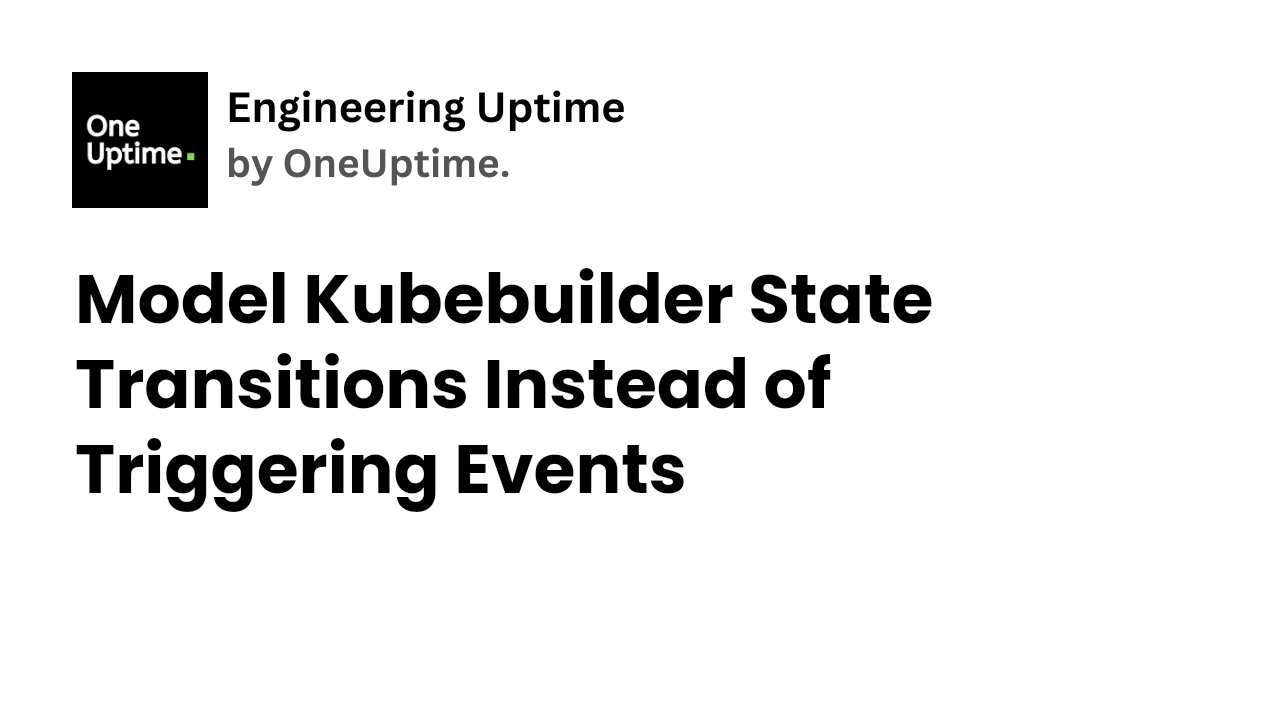 One
Uptime
Engineering Uptime
by OneUptime.
Model Kubebuilder State
Transitions Instead of
Triggering Events